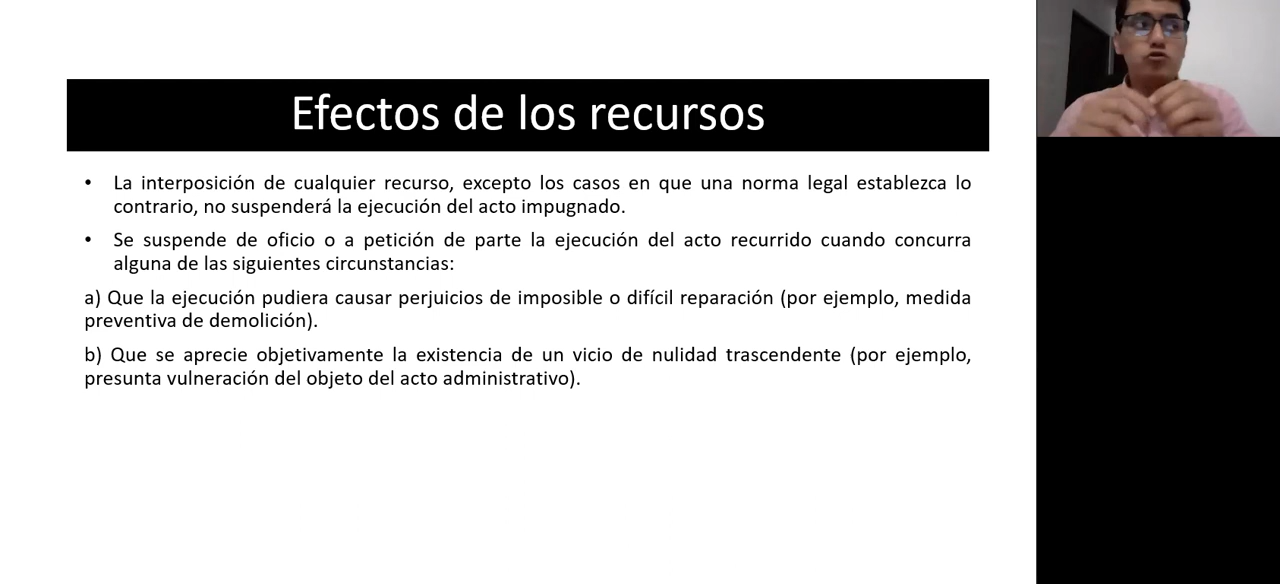 Efectos de los recursos
• La interposición de cualquier recurso, excepto los casos en que una norma legal establezca lo
contrario, no suspenderá la ejecución del acto impugnado.
• Se suspende de oficio o a petición de parte la ejecución del acto recurrido cuando concurra
alguna de las siguientes circunstancias:
a) Que la ejecución pudiera causar perjuicios de imposible o difícil reparación (por ejemplo, medida
preventiva de demolición).
b) Que se aprecie objetivamente la existencia de un vicio de nulidad trascendente (por ejemplo,
presunta vulneración del objeto del acto administrativo).